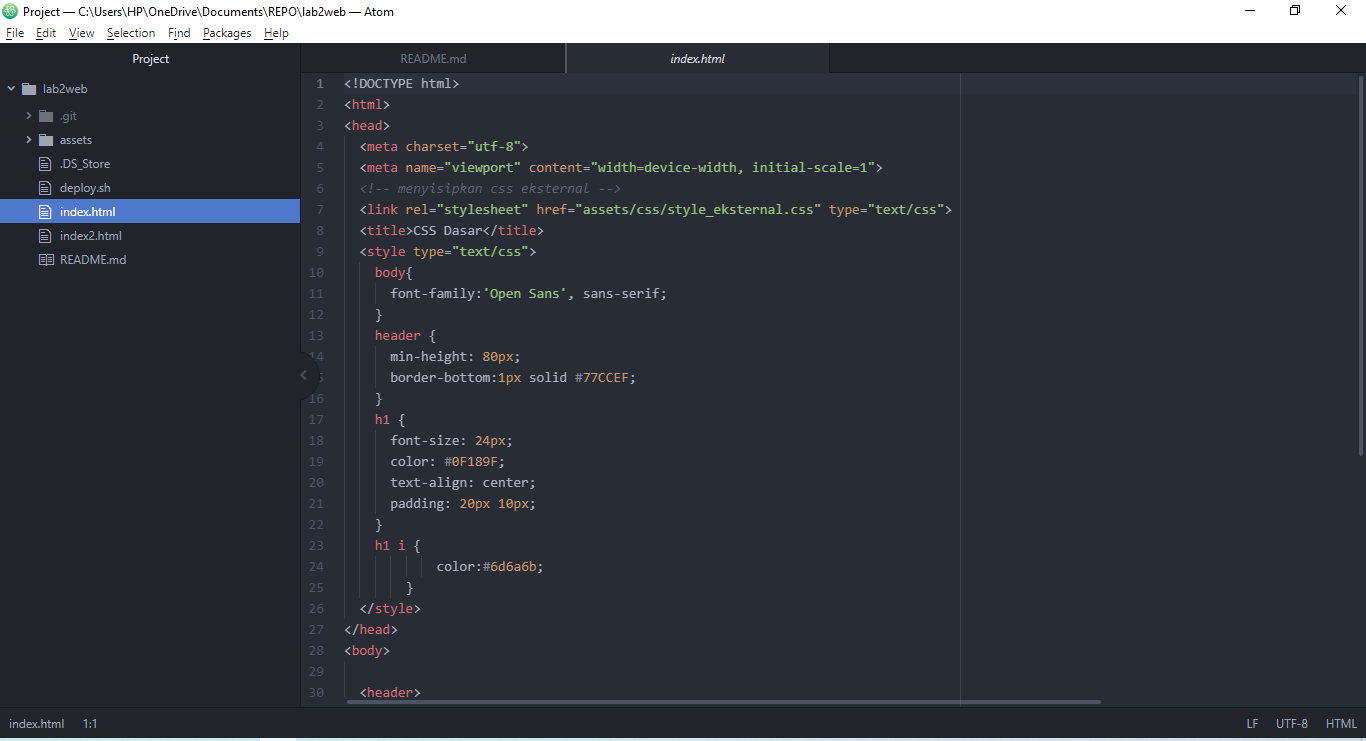 Project — C:\Users\HP\OneDrive\Documents\REPO\lab2web — Atom
File Edit View Selection Find Packages Help
Project
lab2web
.git
assets
.DS_Store
deploy.sh
index.html
index2.html
README.md
README.md index.html
1 <!DOCTYPE html>
2 <html>
3 <head>
4   <meta charset="utf-8">
5   <meta name="viewport" content="width=device-width, initial-scale=1">
6   <!-- menyisipkan css eksternal -->
7   <link rel="stylesheet" href="assets/css/style_eksternal.css" type="text/css">
8   <title>CSS Dasar</title>
9   <style type="text/css">
10     body{
11       font-family:'Open Sans', sans-serif;
12     }
13     header {
14       min-height: 80px;
5       border-bottom:1px solid #77CCEF;
16     }
17     h1 {
18       font-size: 24px;
19       color: #0F189F;
20       text-align: center;
21       padding: 20px 10px;
22     }
23     h1 i {
24             color:#6d6a6b;
25         }
26   </style>
27 </head>
28 <body>
29
30   <header>
index.html 1:1 LF UTF-8 HTML